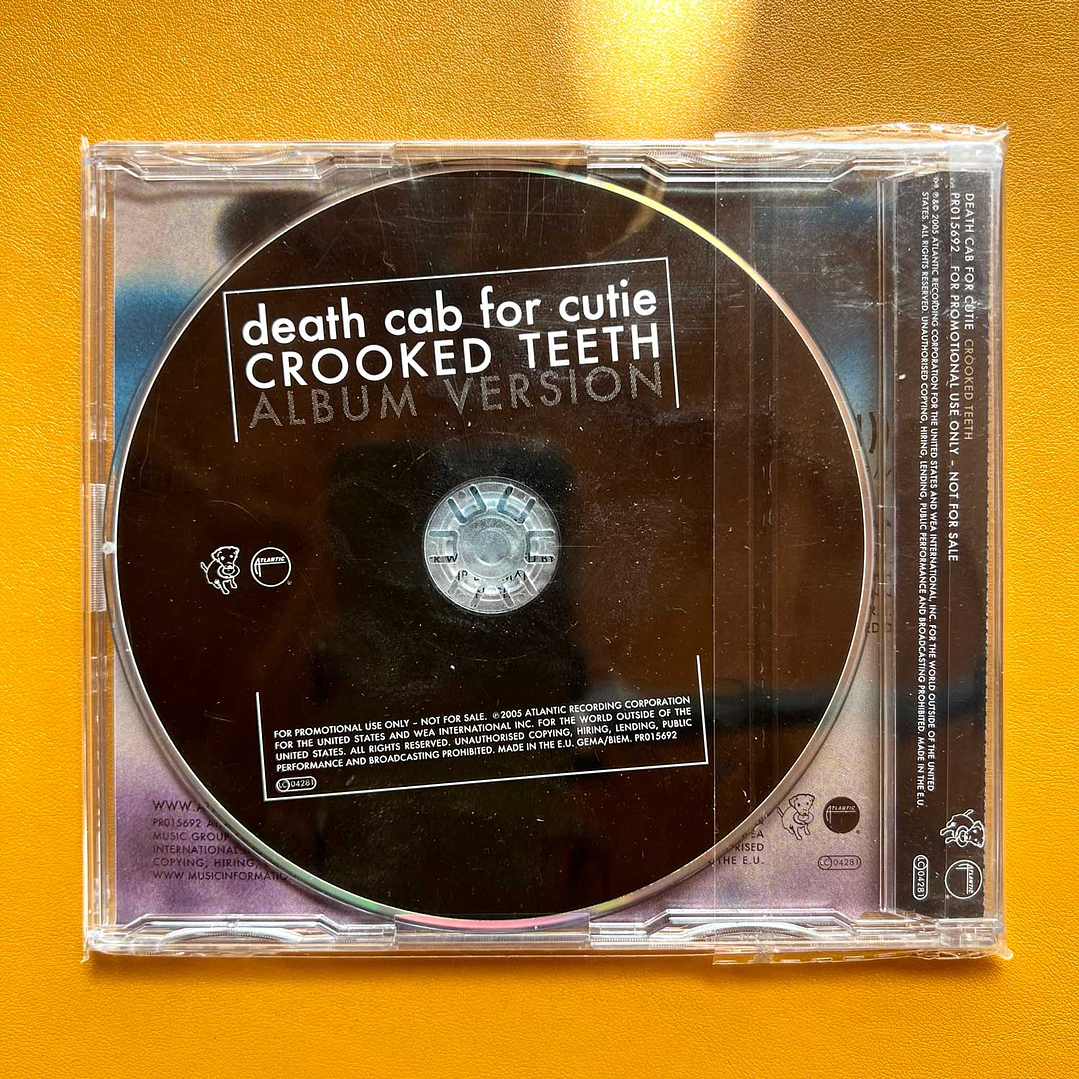 death cab for cutie
CROOKED TEETH
ALBUM VERSION
ATLANTIC
FOR PROMOTIONAL USE ONLY – NOT FOR SALE. ℗2005 ATLANTIC RECORDING CORPORATION
FOR THE UNITED STATES AND WEA INTERNATIONAL INC. FOR THE WORLD OUTSIDE OF THE
UNITED STATES. ALL RIGHTS RESERVED. UNAUTHORISED COPYING, HIRING, LENDING, PUBLIC
PERFORMANCE AND BROADCASTING PROHIBITED. MADE IN THE E.U. GEMA/BIEM. PR015692
LC 04281
WWW.
PR015692
MUSIC GROUP
INTERNATIONAL
COPYING, HIRING,
WWW.MUSICINFORMATIO
THE E.U.
ATLANTIC
LC 04281
DEATH CAB FOR CUTIE CROOKED TEETH
PR015692 FOR PROMOTIONAL USE ONLY – NOT FOR SALE
℗&© 2005 ATLANTIC RECORDING CORPORATION FOR THE UNITED STATES AND WEA INTERNATIONAL, INC. FOR THE WORLD OUTSIDE OF THE UNITED
STATES. ALL RIGHTS RESERVED. UNAUTHORISED COPYING, HIRING, LENDING, PUBLIC PERFORMANCE AND BROADCASTING PROHIBITED. MADE IN THE E.U.
ATLANTIC
LC 04281